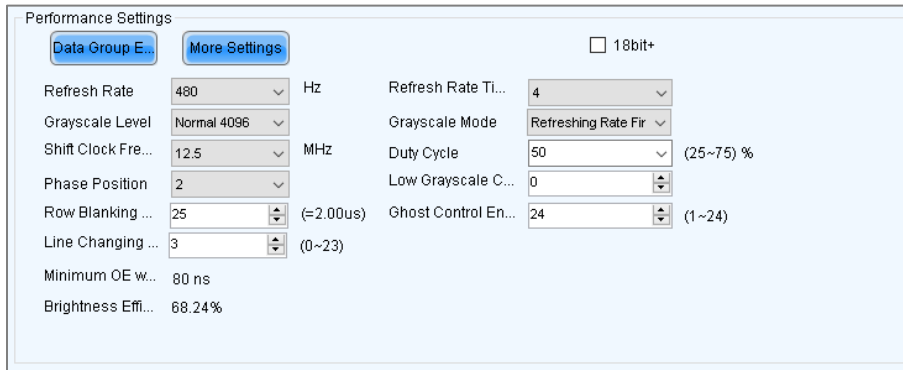 Performance Settings
Data Group E... More Settings 18bit+
Refresh Rate 480 Hz Refresh Rate Ti... 4
Grayscale Level Normal 4096 Grayscale Mode Refreshing Rate Fir
Shift Clock Fre... 12.5 MHz Duty Cycle 50 (25~75) %
Phase Position 2 Low Grayscale C... 0
Row Blanking ... 25 (=2.00us) Ghost Control En... 24 (1~24)
Line Changing ... 3 (0~23)
Minimum OE w... 80 ns
Brightness Effi... 68.24%